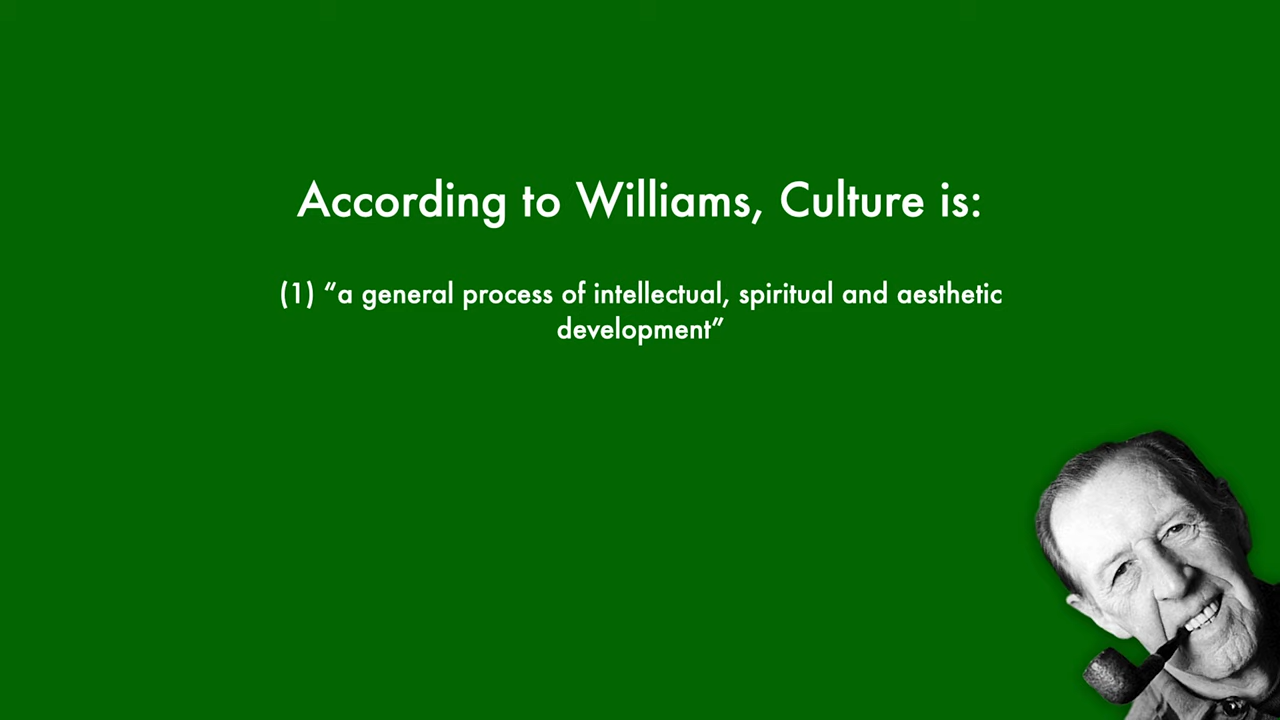 According to Williams, Culture is:
(1) “a general process of intellectual, spiritual and aesthetic
development”